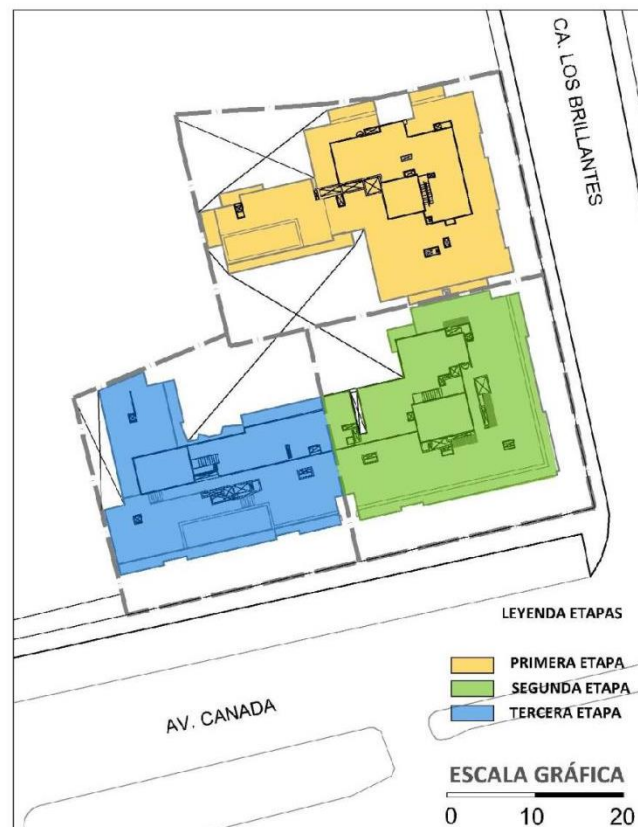 CA. LOS BRILLANTES
LEYENDA ETAPAS
PRIMERA ETAPA
SEGUNDA ETAPA
TERCERA ETAPA
AV. CANADA
ESCALA GRÁFICA
0 10 20